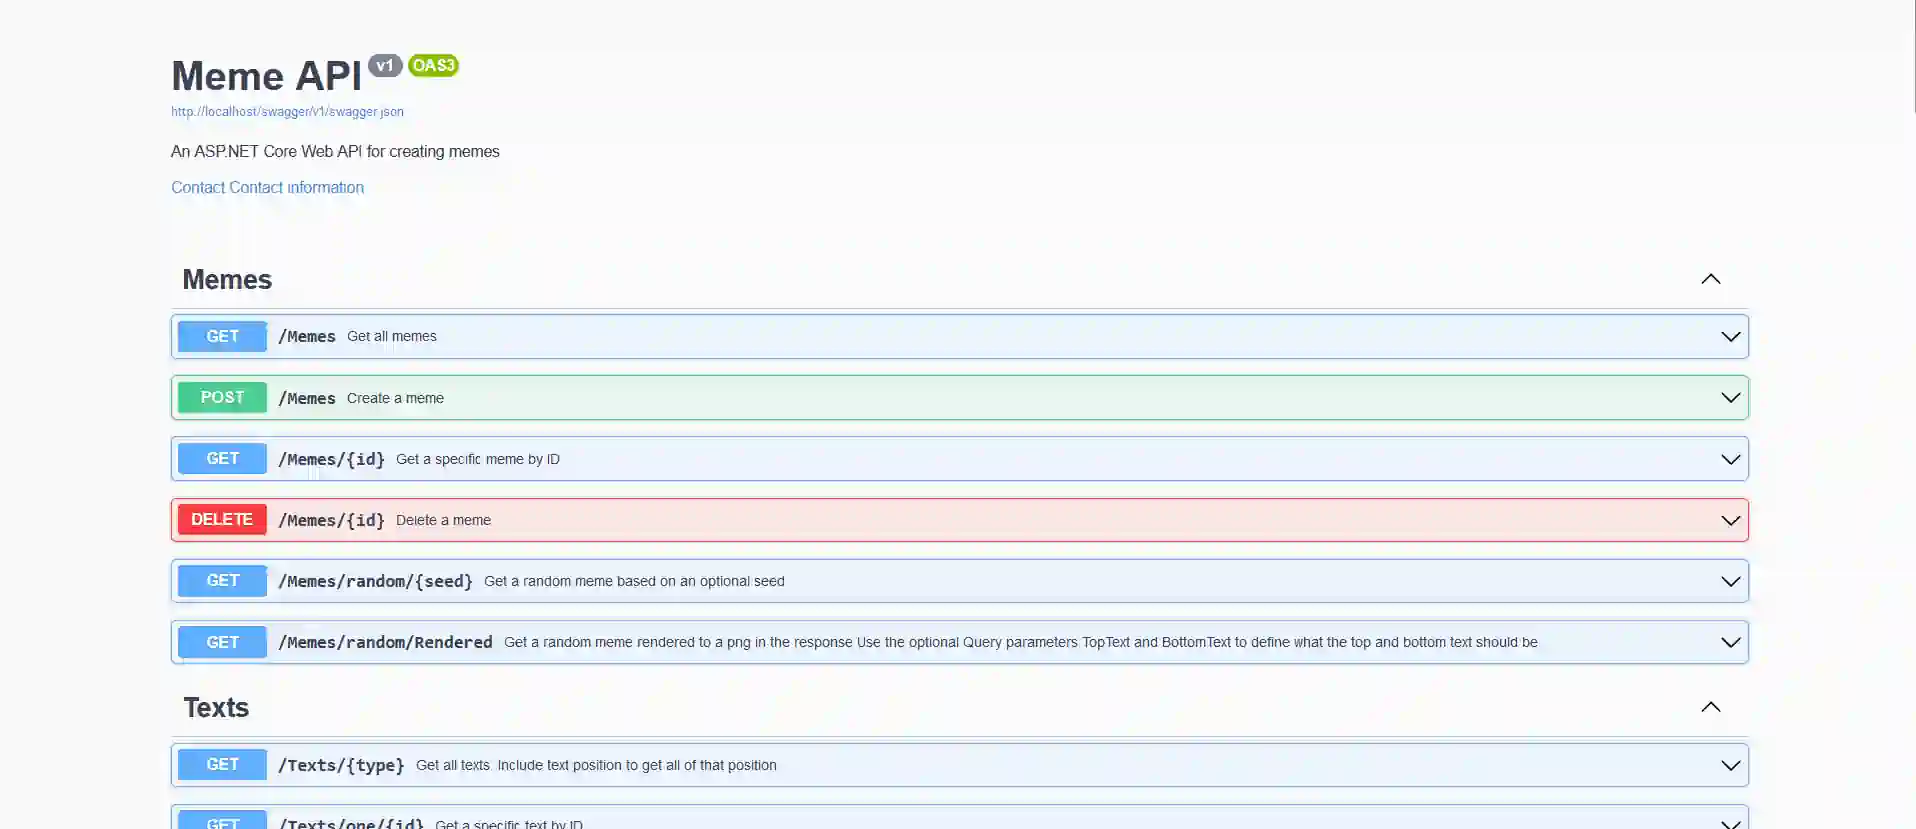 Meme API v1 OAS3
http://localhost/swagger/v1/swagger.json
An ASP.NET Core Web API for creating memes
Contact Contact Information
Memes
GET /Memes Get all memes
POST /Memes Create a meme
GET /Memes/{id} Get a specific meme by ID
DELETE /Memes/{id} Delete a meme
GET /Memes/random/{seed} Get a random meme based on an optional seed
GET /Memes/random/Rendered Get a random meme rendered to a png in the response Use the optional Query parameters TopText and BottomText to define what the top and bottom text should be
Texts
GET /Texts/{type} Get all texts. Include text position to get all of that position
GET /Texts/one/{id} Get a specific text by ID